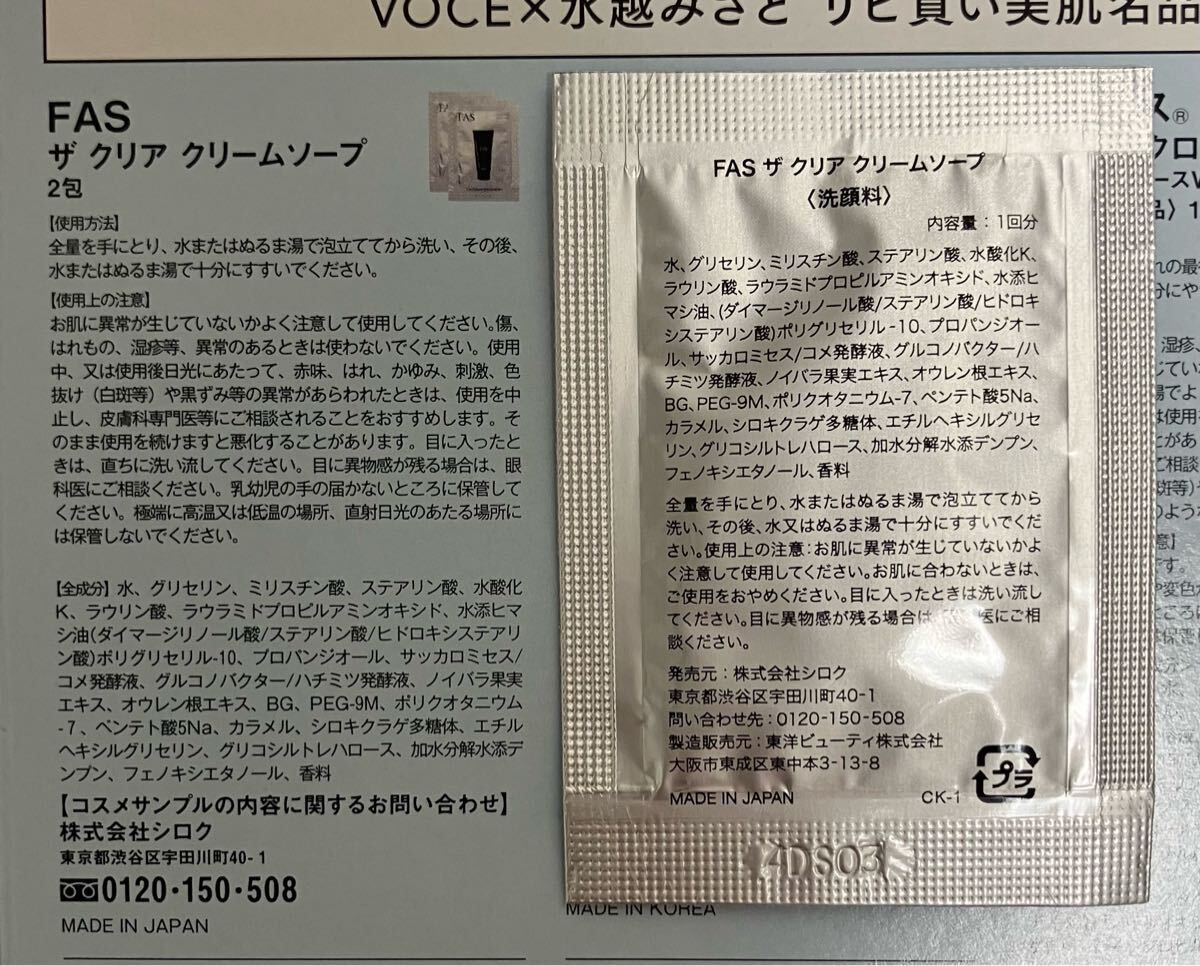 VOCE×水越みさと リピ買い美肌名品
FAS
ザ クリア クリームソープ
2包
FAS
【使用方法】
全量を手にとり、水またはぬるま湯で泡立ててから洗い、その後、
水またはぬるま湯で十分にすすいでください。
【使用上の注意】
お肌に異常が生じていないかよく注意して使用してください。傷、
はれもの、湿疹等、異常のあるときは使わないでください。使用
中、又は使用後日光にあたって、赤味、はれ、かゆみ、刺激、色
抜け（白斑等）や黒ずみ等の異常があらわれたときは、使用を中
止し、皮膚科専門医等にご相談されることをおすすめします。そ
のまま使用を続けますと悪化することがあります。目に入ったと
きは、直ちに洗い流してください。目に異物感が残る場合は、眼
科医にご相談ください。乳幼児の手の届かないところに保管して
ください。極端に高温又は低温の場所、直射日光のあたる場所に
は保管しないでください。
【全成分】水、グリセリン、ミリスチン酸、ステアリン酸、水酸化
K、ラウリン酸、ラウラミドプロピルアミンオキシド、水添ヒマ
シ油(ダイマージリノール酸/ステアリン酸/ヒドロキシステアリ
ン酸)ポリグリセリル-10、プロパンジオール、サッカロミセス/
コメ発酵液、グルコノバクター/ハチミツ発酵液、ノイバラ果実
エキス、オウレン根エキス、BG、PEG-9M、ポリクオタニウム
-7、ペンテト酸5Na、カラメル、シロキクラゲ多糖体、エチル
ヘキシルグリセリン、グリコシルトレハロース、加水分解水添デ
ンプン、フェノキシエタノール、香料
【コスメサンプルの内容に関するお問い合わせ】
株式会社シロク
東京都渋谷区宇田川町40-1
0120・150・508
MADE IN JAPAN
FAS ザ クリア クリームソープ
〈洗顔料〉
内容量：1回分
水、グリセリン、ミリスチン酸、ステアリン酸、水酸化K、
ラウリン酸、ラウラミドプロピルアミンオキシド、水添ヒ
マシ油、(ダイマージリノール酸/ステアリン酸/ヒドロキ
システアリン酸)ポリグリセリル-10、プロパンジオー
ル、サッカロミセス/コメ発酵液、グルコノバクター/ハ
チミツ発酵液、ノイバラ果実エキス、オウレン根エキス、
BG、PEG-9M、ポリクオタニウム-7、ペンテト酸5Na、
カラメル、シロキクラゲ多糖体、エチルヘキシルグリセ
リン、グリコシルトレハロース、加水分解水添デンプン、
フェノキシエタノール、香料
全量を手にとり、水またはぬるま湯で泡立ててから
洗い、その後、水又はぬるま湯で十分にすすいでくだ
さい。使用上の注意：お肌に異常が生じていないかよ
く注意して使用してください。お肌に合わないときは、
ご使用をおやめください。目に入ったときは洗い流し
てください。目に異物感が残る場合は、 医にご相
談ください。
発売元：株式会社シロク
東京都渋谷区宇田川町40-1
問い合わせ先：0120-150-508
製造販売元：東洋ビューティ株式会社
大阪市東成区東中本3-13-8
MADE IN JAPAN
CK-1
プラ
4DS03
MADE IN KOREA